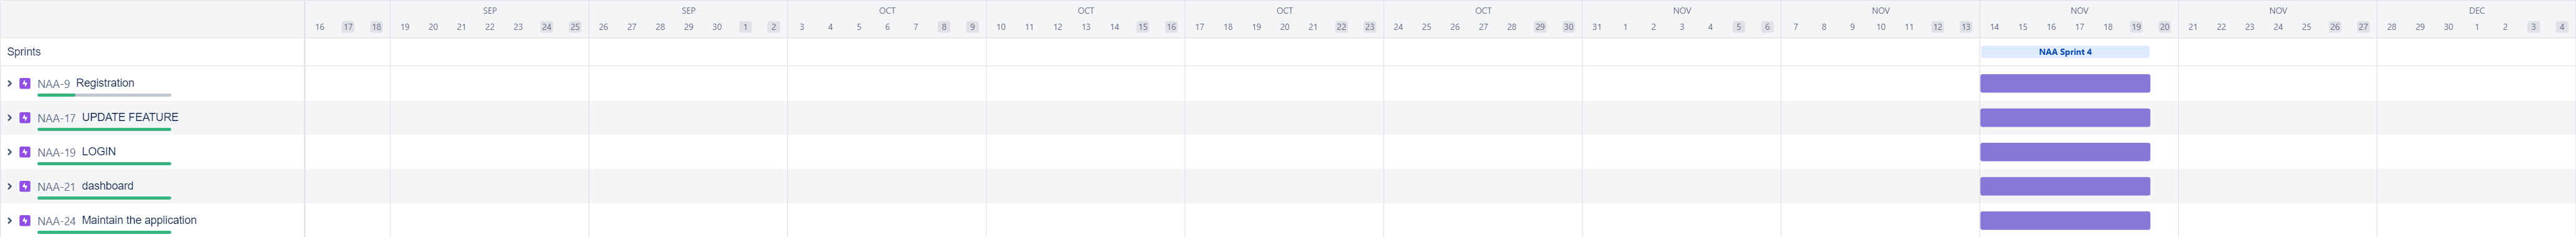 SEP SEP OCT OCT OCT OCT NOV NOV NOV NOV DEC
16 17 18 19 20 21 22 23 24 25 26 27 28 29 30 1 2 3 4 5 6 7 8 9 10 11 12 13 14 15 16 17 18 19 20 21 22 23 24 25 26 27 28 29 30 31 1 2 3 4 5 6 7 8 9 10 11 12 13 14 15 16 17 18 19 20 21 22 23 24 25 26 27 28 29 30 1 2 3 4
Sprints NAA Sprint 4
NAA-9 Registration
NAA-17 UPDATE FEATURE
NAA-19 LOGIN
NAA-21 dashboard
NAA-24 Maintain the application